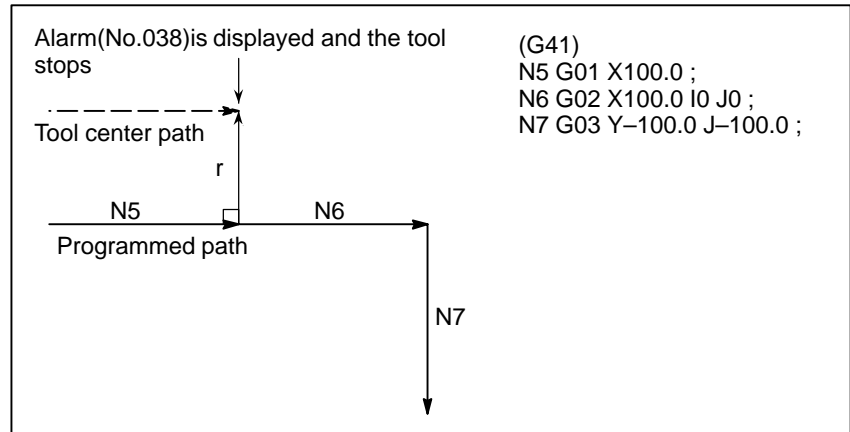 Alarm(No.038)is displayed and the tool
stops
(G41)
N5 G01 X100.0 ;
N6 G02 X100.0 I0 J0 ;
N7 G03 Y–100.0 J–100.0 ;
Tool center path
r
N5
N6
Programmed path
N7